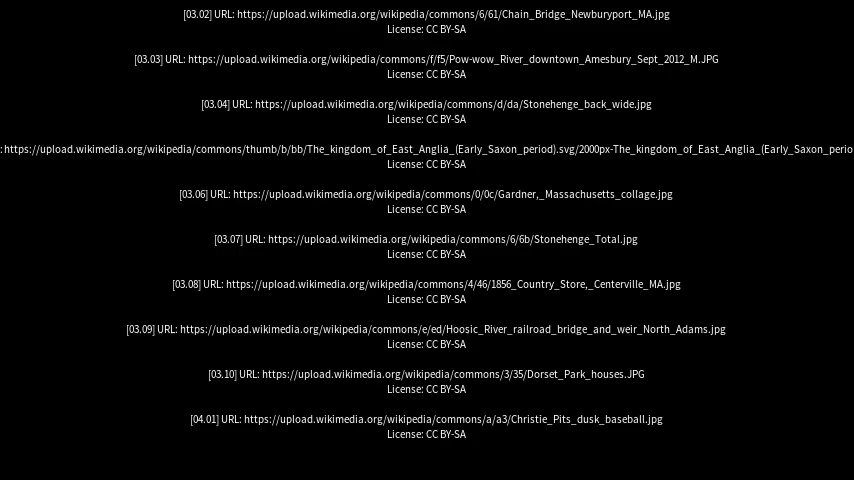 [03.02] URL: https://upload.wikimedia.org/wikipedia/commons/6/61/Chain_Bridge_Newburyport_MA.jpg
License: CC BY-SA
[03.03] URL: https://upload.wikimedia.org/wikipedia/commons/f/f5/Pow-wow_River_downtown_Amesbury_Sept_2012_M.JPG
License: CC BY-SA
[03.04] URL: https://upload.wikimedia.org/wikipedia/commons/d/da/Stonehenge_back_wide.jpg
License: CC BY-SA
: https://upload.wikimedia.org/wikipedia/commons/thumb/b/bb/The_kingdom_of_East_Anglia_(Early_Saxon_period).svg/2000px-The_kingdom_of_East_Anglia_(Early_Saxon_perio
License: CC BY-SA
[03.06] URL: https://upload.wikimedia.org/wikipedia/commons/0/0c/Gardner,_Massachusetts_collage.jpg
License: CC BY-SA
[03.07] URL: https://upload.wikimedia.org/wikipedia/commons/6/6b/Stonehenge_Total.jpg
License: CC BY-SA
[03.08] URL: https://upload.wikimedia.org/wikipedia/commons/4/46/1856_Country_Store,_Centerville_MA.jpg
License: CC BY-SA
[03.09] URL: https://upload.wikimedia.org/wikipedia/commons/e/ed/Hoosic_River_railroad_bridge_and_weir_North_Adams.jpg
License: CC BY-SA
[03.10] URL: https://upload.wikimedia.org/wikipedia/commons/3/35/Dorset_Park_houses.JPG
License: CC BY-SA
[04.01] URL: https://upload.wikimedia.org/wikipedia/commons/a/a3/Christie_Pits_dusk_baseball.jpg
License: CC BY-SA